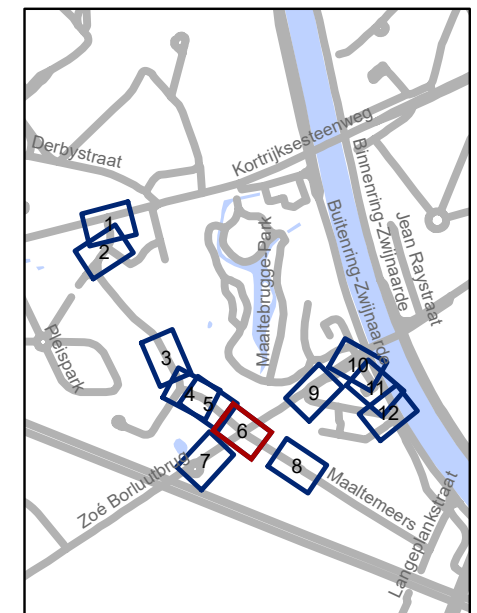 Kortrijksesteenweg
Derbystraat
Binnenring-Zwijnaarde
Buitenring-Zwijnaarde
Jean Raystraat
Maaltebrugge-Park
Pleispark
1
2
3
4
5
6
7
8
9
10
11
12
Zoé Borluutbrug
Maaltemeers
Langeplankstraat